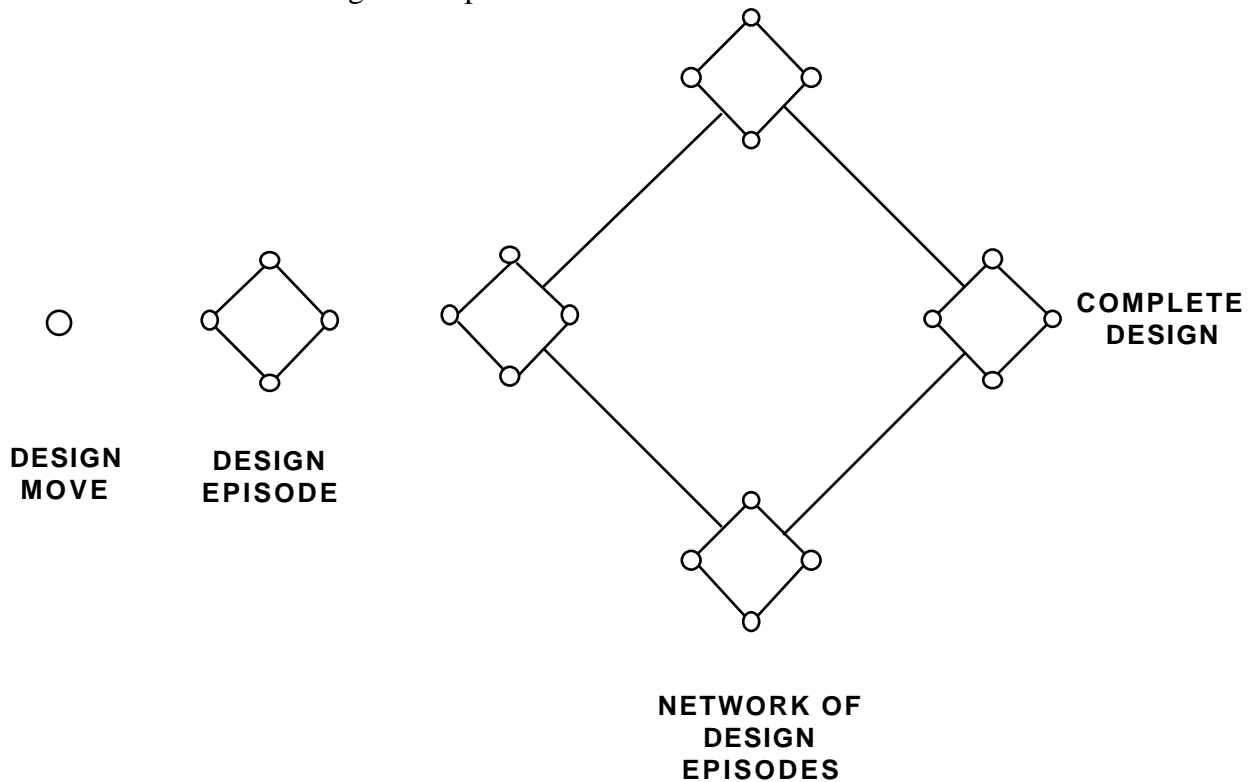 COMPLETE
DESIGN
DESIGN
MOVE
DESIGN
EPISODE
NETWORK OF
DESIGN
EPISODES